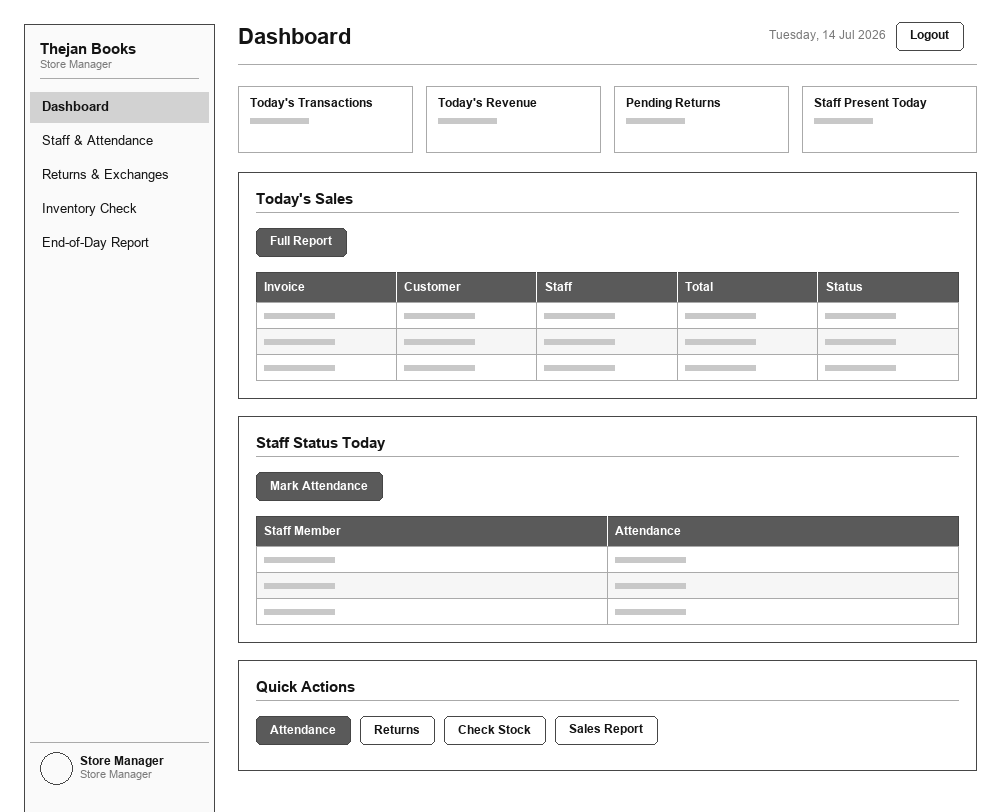 Thejan Books
Store Manager
Dashboard
Staff & Attendance
Returns & Exchanges
Inventory Check
End-of-Day Report
Store Manager
Store Manager
Dashboard
Tuesday, 14 Jul 2026
Logout
Today's Transactions
Today's Revenue
Pending Returns
Staff Present Today
Today's Sales
Full Report
Invoice Customer Staff Total Status
Staff Status Today
Mark Attendance
Staff Member Attendance
Quick Actions
Attendance Returns Check Stock Sales Report